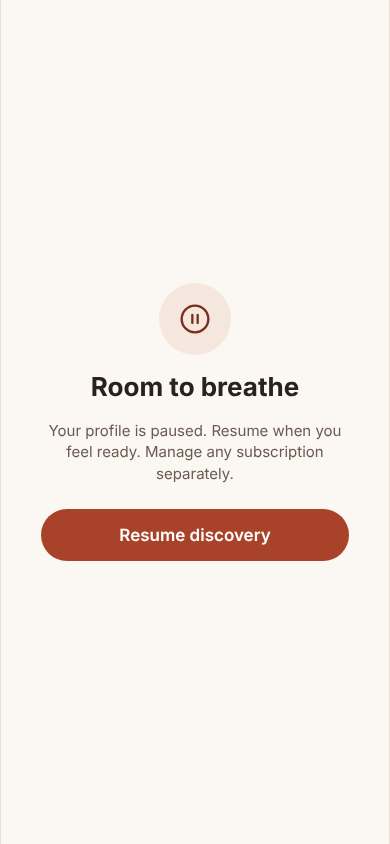 Room to breathe
Your profile is paused. Resume when you
feel ready. Manage any subscription
separately.
Resume discovery